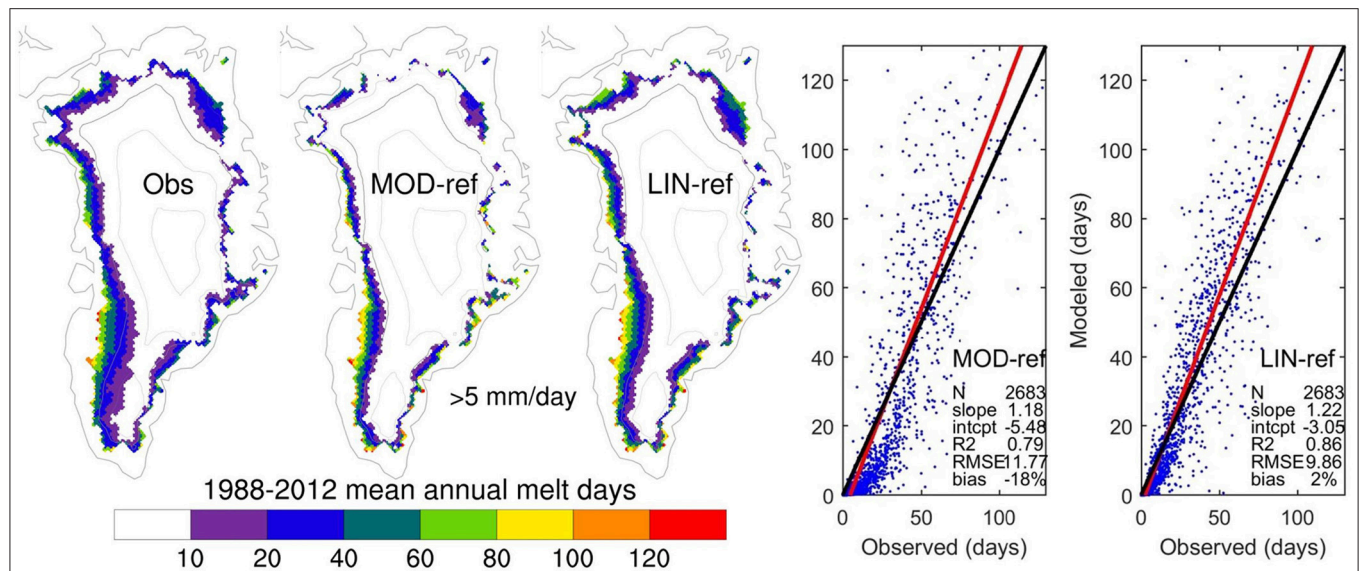 Obs
MOD-ref
LIN-ref
>5 mm/day
1988-2012 mean annual melt days
10 20 40 60 80 100 120
120
100
80
60
40
20
0
0 50 100
Observed (days)
MOD-ref
N 2683
slope 1.18
intcpt -5.48
R2 0.79
RMSE11.77
bias -18%
Modeled (days)
120
100
80
60
40
20
0
0 50 100
Observed (days)
LIN-ref
N 2683
slope 1.22
intcpt -3.05
R2 0.86
RMSE9.86
bias 2%